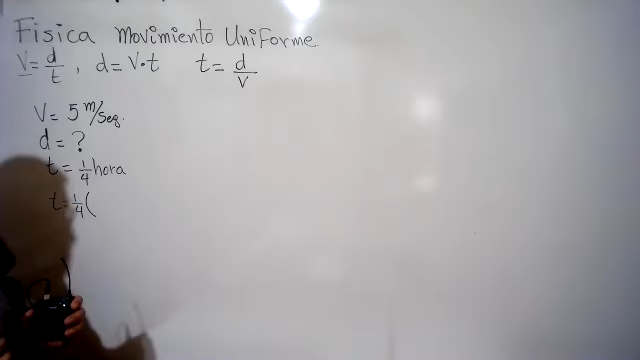 Fisica Movimiento UniForme.
V = d/t , d = V•t t = d/V
V = 5 m/seg.
d = ?
t = 1/4 hora
t = 1/4 (